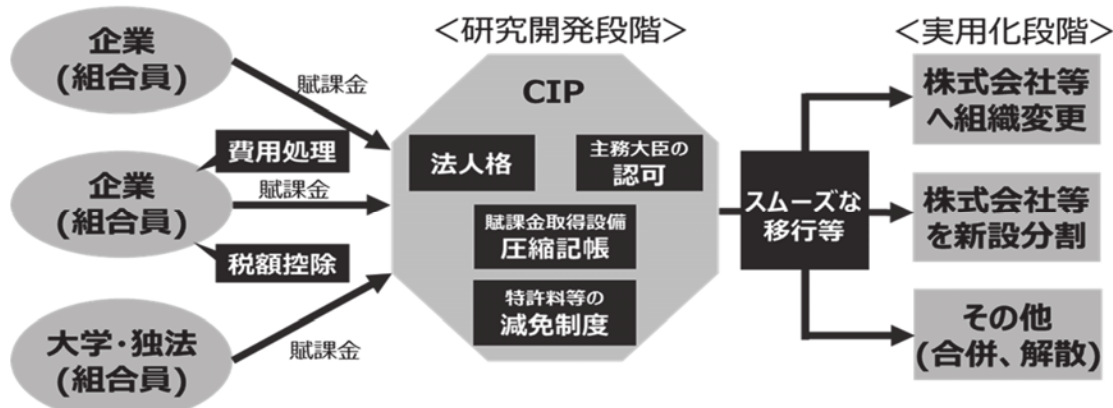 企業
(組合員)
賦課金
費用処理
企業
(組合員)
賦課金
税額控除
大学・独法
(組合員)
賦課金
<研究開発段階>
CIP
法人格
主務大臣の
認可
賦課金取得設備
圧縮記帳
特許料等の
減免制度
スムーズな
移行等
<実用化段階>
株式会社等
へ組織変更
株式会社等
を新設分割
その他
(合併、解散)